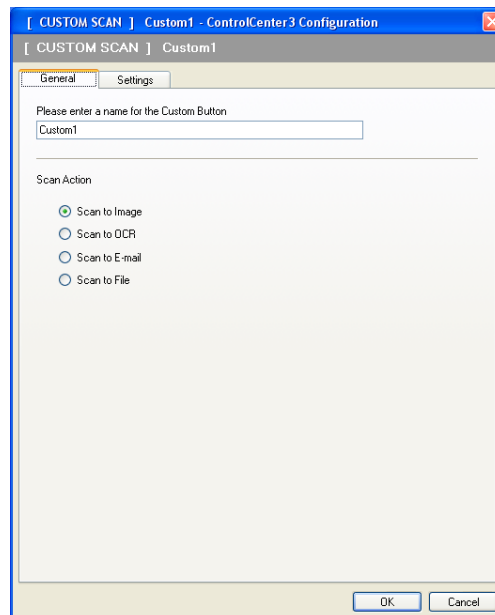 [ CUSTOM SCAN ] Custom1 - ControlCenter3 Configuration
[ CUSTOM SCAN ] Custom1
General Settings
Please enter a name for the Custom Button
Custom1
Scan Action
Scan to Image
Scan to OCR
Scan to E-mail
Scan to File
OK Cancel